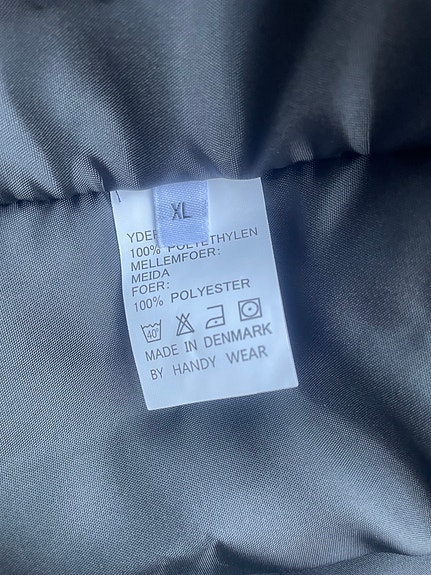 XL
YDER
100% POLYETHYLEN
MELLEMFOER:
MEIDA
FOER:
100% POLYESTER
40°
MADE IN DENMARK
BY HANDY WEAR